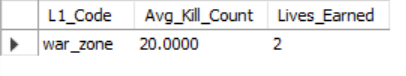 L1_Code Avg_Kill_Count Lives_Earned
war_zone 20.0000 2